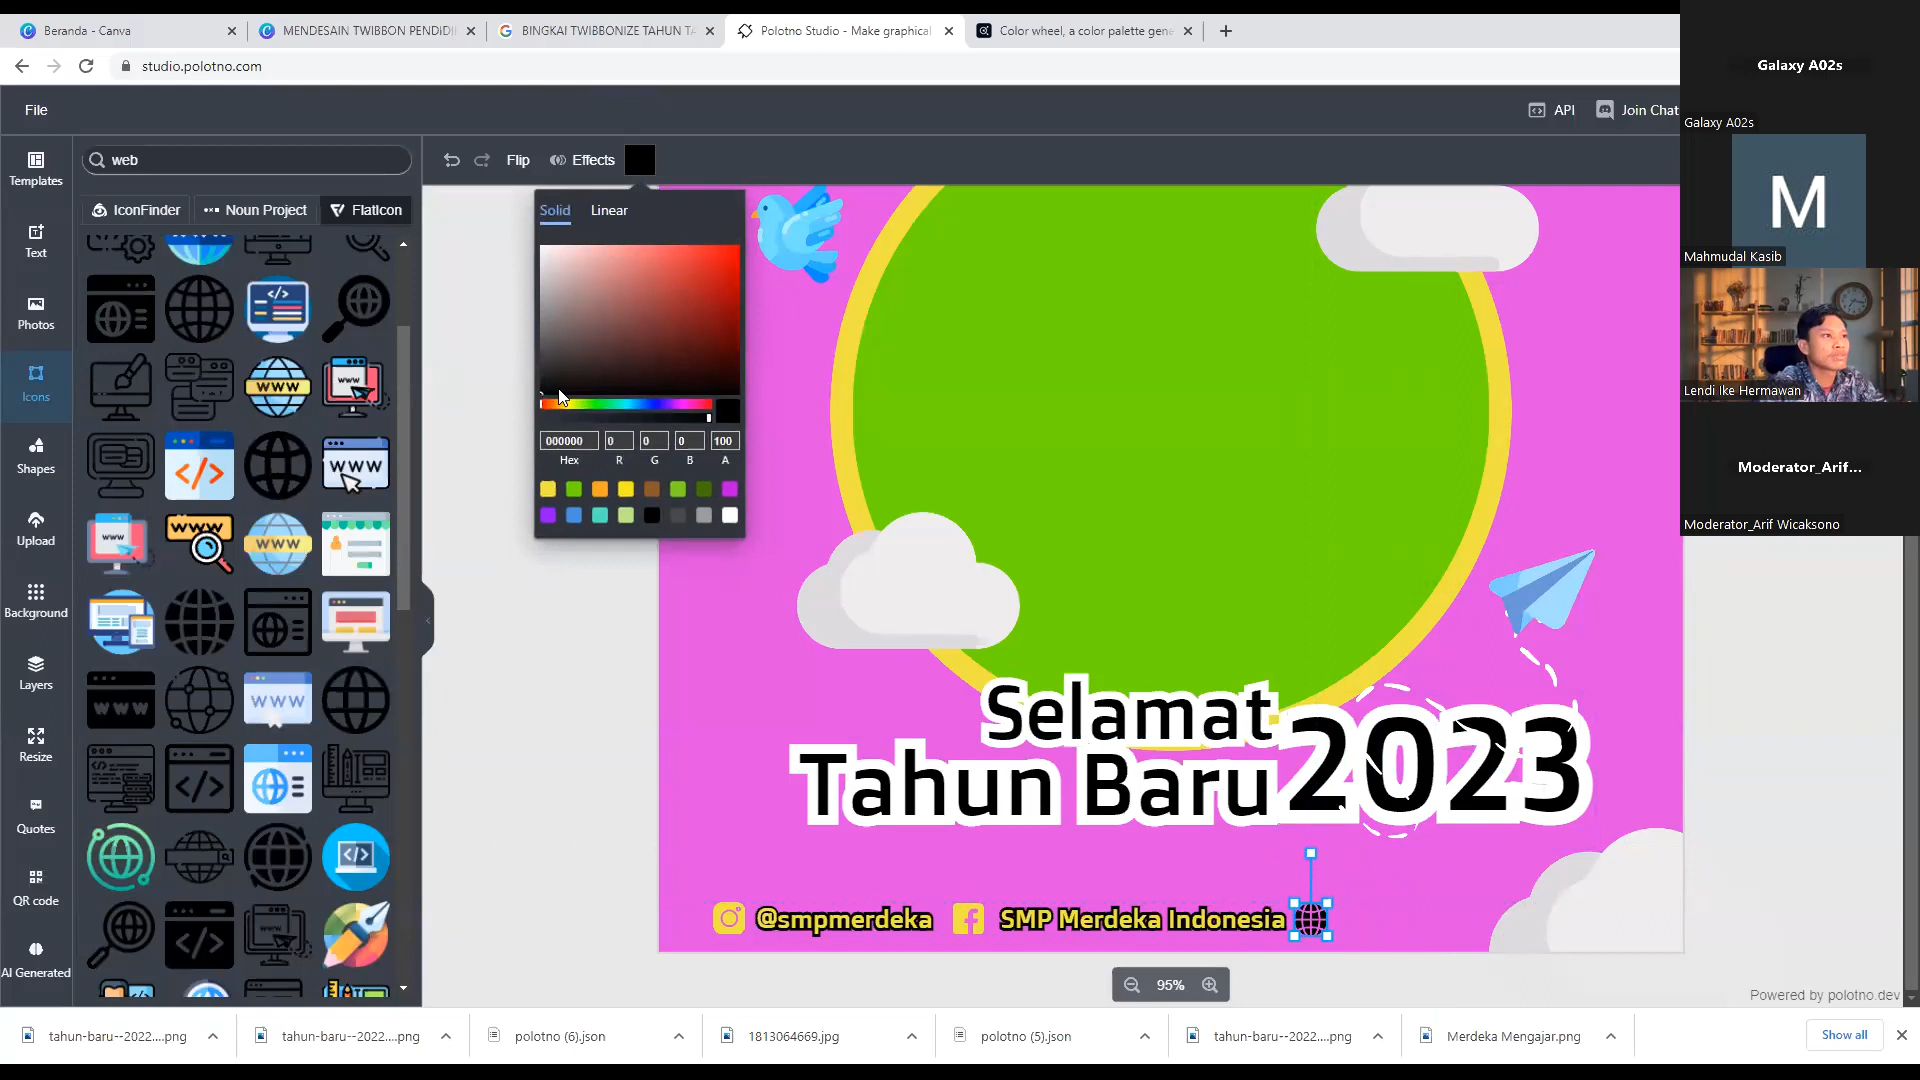 Beranda - Canva
MENDESAIN TWIBBON PENDIDI
BINGKAI TWIBBONIZE TAHUN TA
Polotno Studio - Make graphical
Color wheel, a color palette gene
studio.polotno.com
File
API
Join Chat
web
Flip
Effects
Templates
Text
Photos
Icons
Shapes
Upload
Background
Layers
Resize
Quotes
QR code
AI Generated
IconFinder
Noun Project
FlatIcon
Solid
Linear
000000 0 0 0 100
Hex R G B A
Selamat
Tahun Baru 2023
@smpmerdeka
SMP Merdeka Indonesia
95%
Powered by polotno.dev
Galaxy A02s
Galaxy A02s
M
Mahmudal Kasib
Lendi Ike Hermawan
Moderator_Arif...
Moderator_Arif Wicaksono
tahun-baru--2022....png
tahun-baru--2022....png
polotno (6).json
1813064669.jpg
polotno (5).json
tahun-baru--2022....png
Merdeka Mengajar.png
Show all